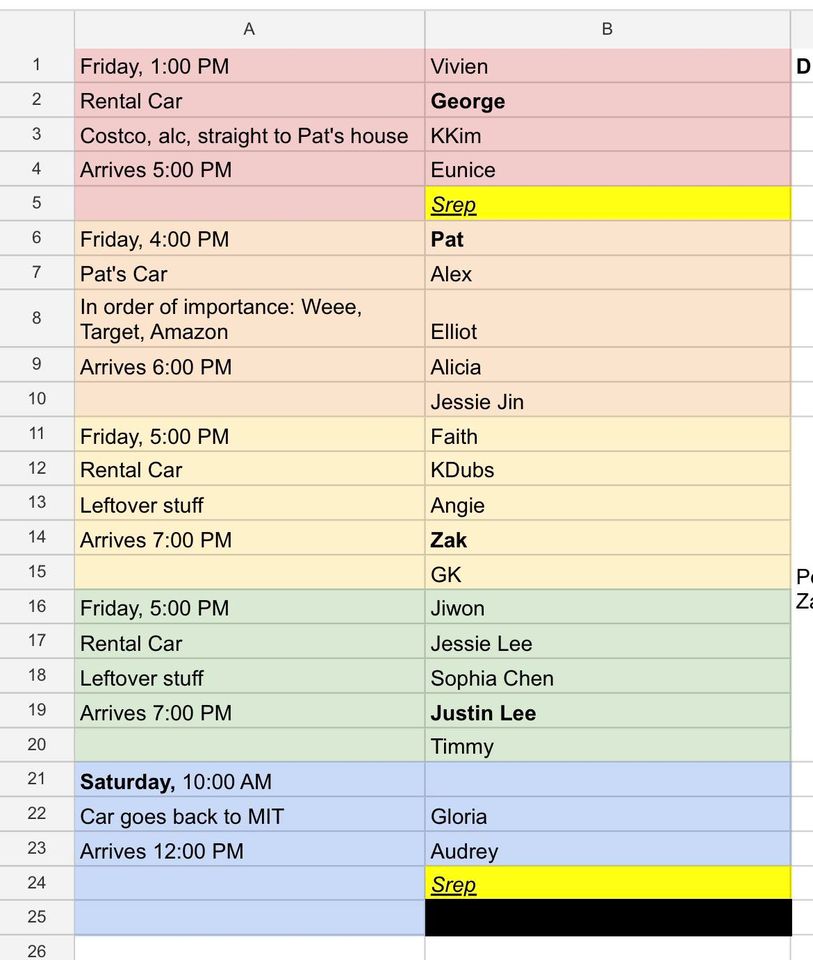 A B
1 Friday, 1:00 PM Vivien D
2 Rental Car George
3 Costco, alc, straight to Pat's house KKim
4 Arrives 5:00 PM Eunice
5 Srep
6 Friday, 4:00 PM Pat
7 Pat's Car Alex
8 In order of importance: Weee,
Target, Amazon Elliot
9 Arrives 6:00 PM Alicia
10 Jessie Jin
11 Friday, 5:00 PM Faith
12 Rental Car KDubs
13 Leftover stuff Angie
14 Arrives 7:00 PM Zak
15 GK
16 Friday, 5:00 PM Jiwon
17 Rental Car Jessie Lee
18 Leftover stuff Sophia Chen
19 Arrives 7:00 PM Justin Lee
20 Timmy
21 Saturday, 10:00 AM
22 Car goes back to MIT Gloria
23 Arrives 12:00 PM Audrey
24 Srep
25
26